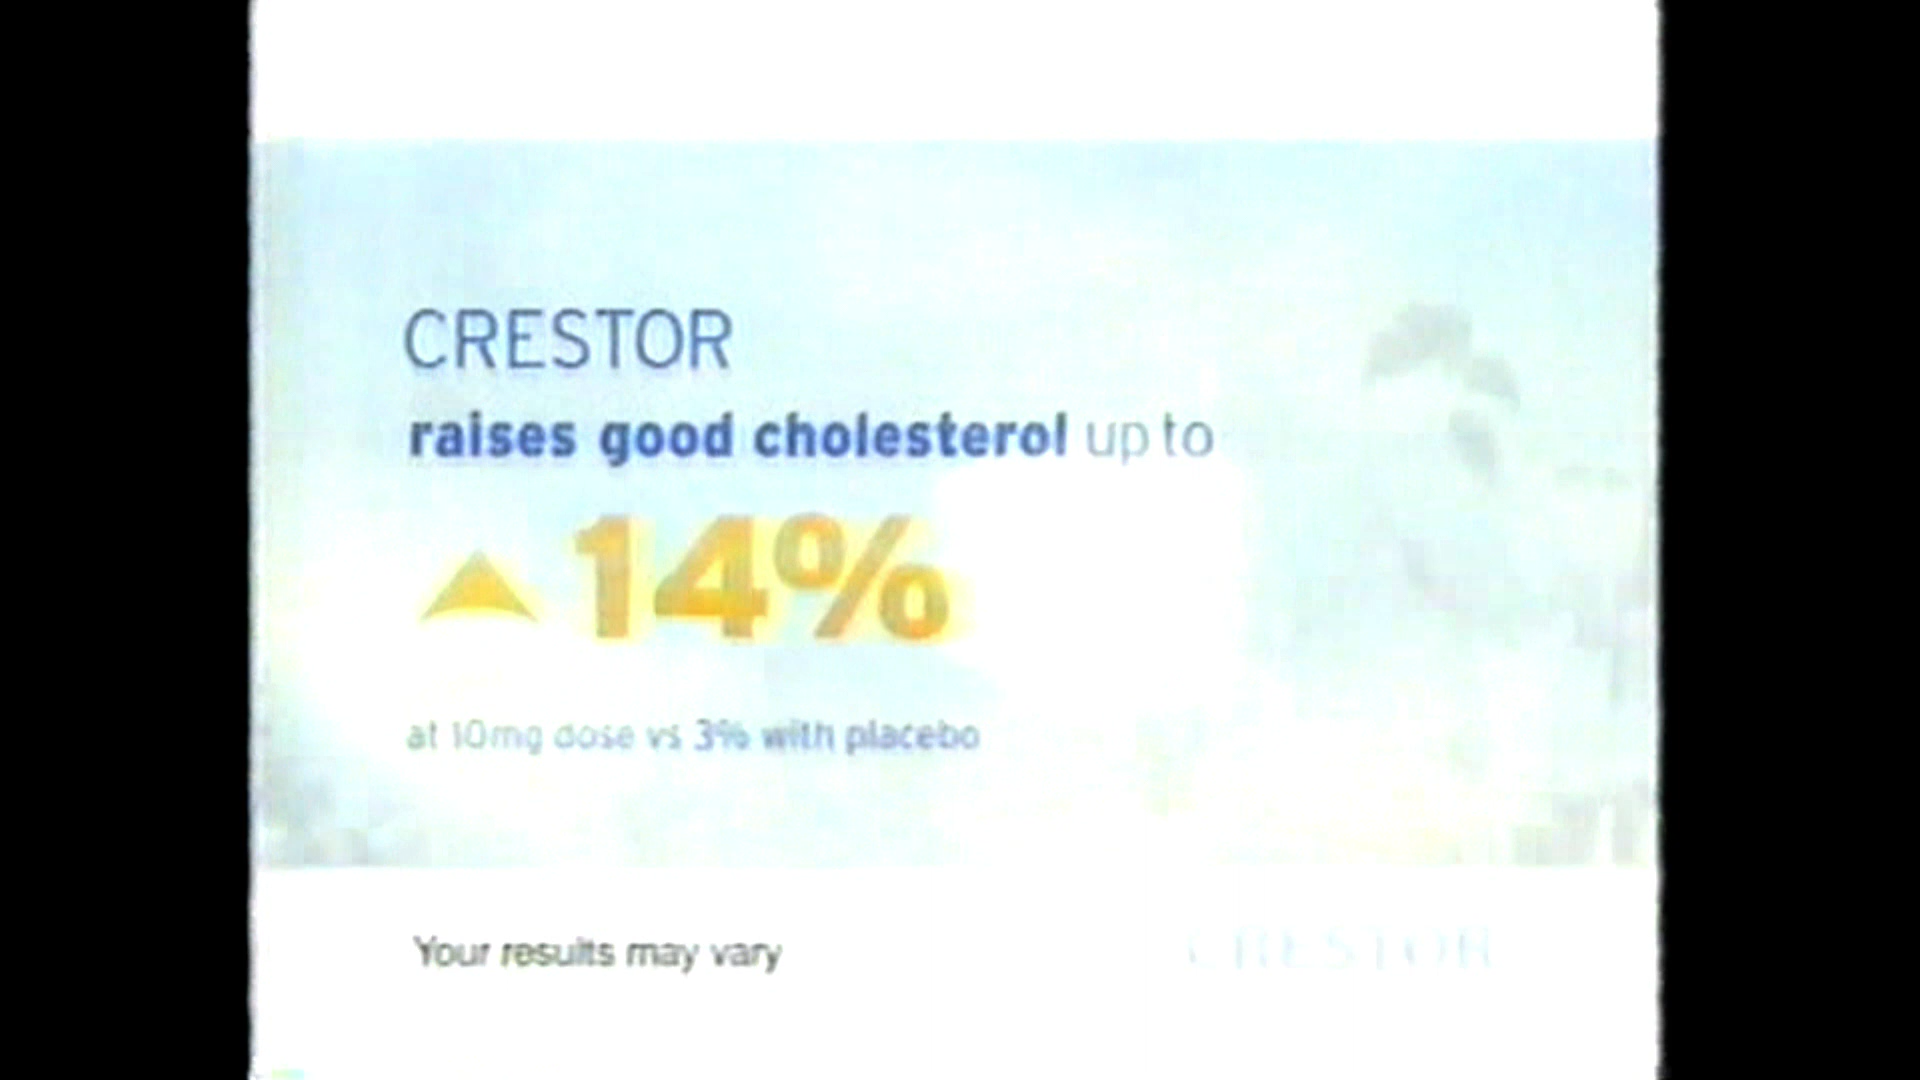 CRESTOR
raises good cholesterol up to
14%
at 10mg dose vs 3% with placebo
Your results may vary
CRESTOR